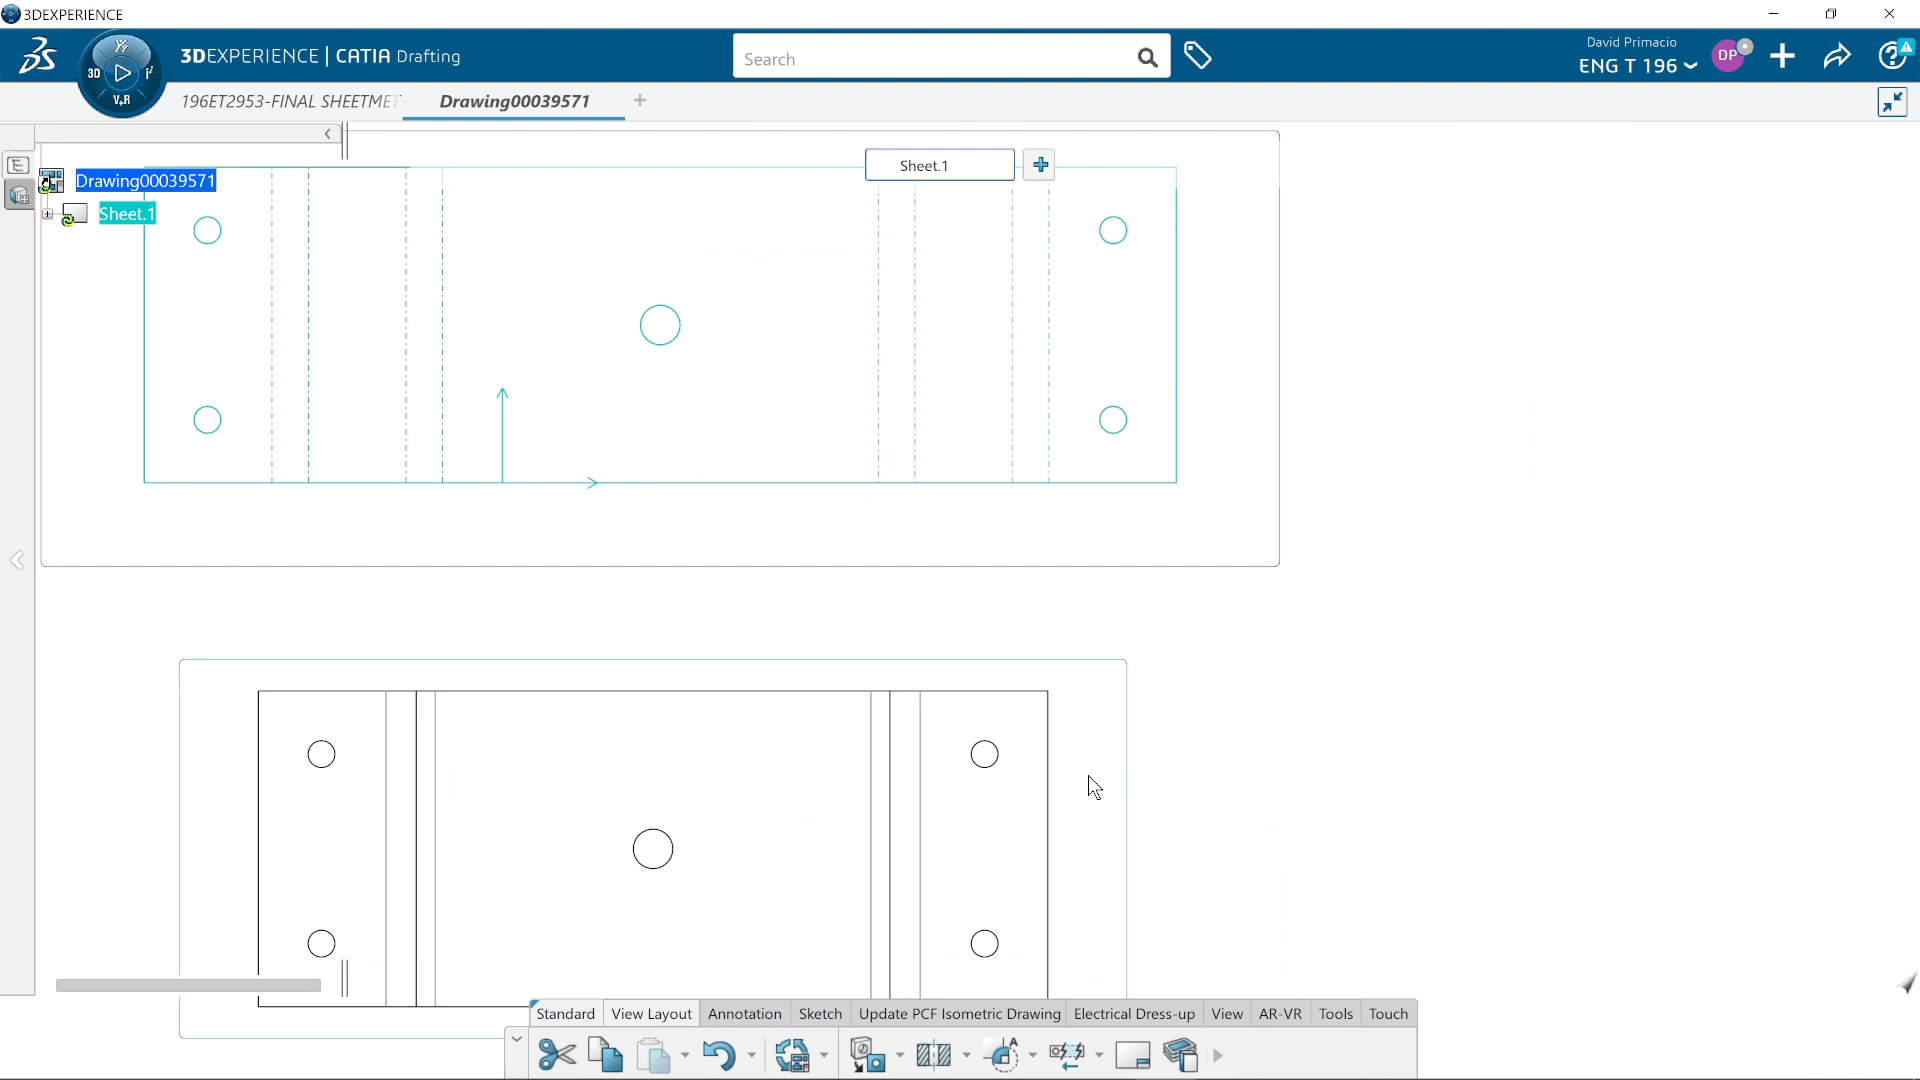 3DEXPERIENCE
3DEXPERIENCE | CATIA Drafting
Search
David Primacio
ENG T 196
DP
3D
V+R
196ET2953-FINAL SHEETMET
Drawing00039571
Sheet.1
Drawing00039571
Sheet.1
Standard
View Layout
Annotation
Sketch
Update PCF Isometric Drawing
Electrical Dress-up
View
AR-VR
Tools
Touch